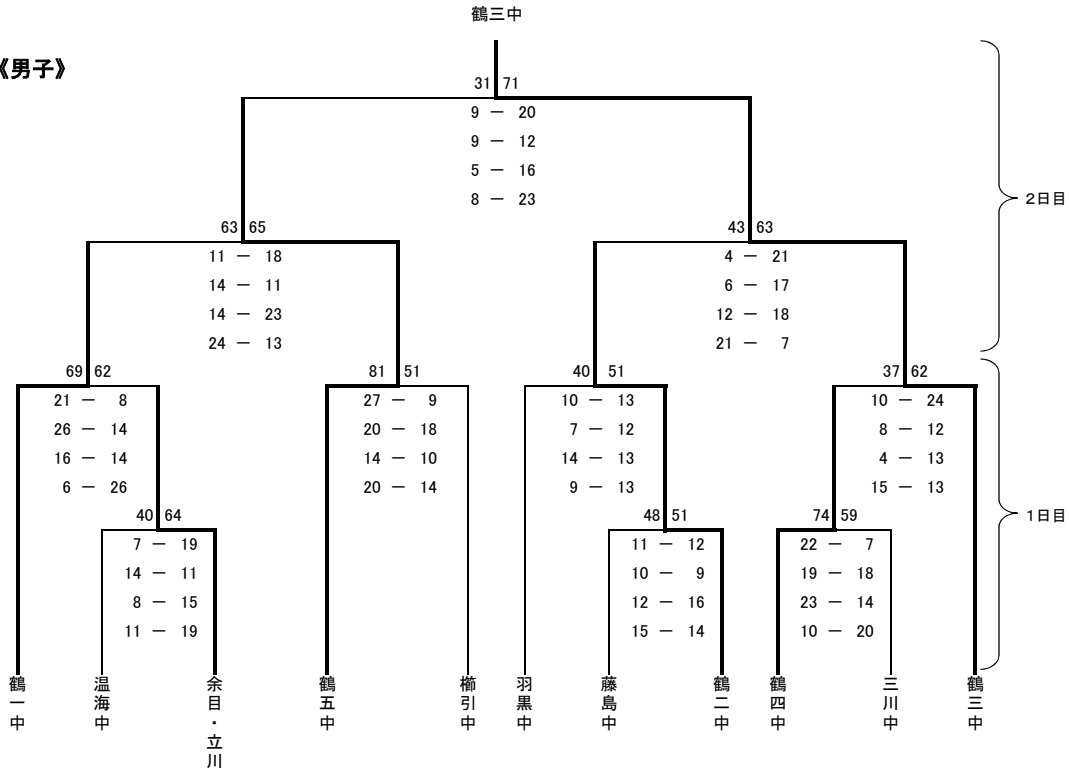 鶴三中
《男子》
31 71
9 － 20
9 － 12
5 － 16
8 － 23
2日目
63 65
11 － 18
14 － 11
14 － 23
24 － 13
43 63
4 － 21
6 － 17
12 － 18
21 － 7
69 62
21 － 8
26 － 14
16 － 14
6 － 26
81 51
27 － 9
20 － 18
14 － 10
20 － 14
40 51
10 － 13
7 － 12
14 － 13
9 － 13
37 62
10 － 24
8 － 12
4 － 13
15 － 13
1日目
40 64
7 － 19
14 － 11
8 － 15
11 － 19
48 51
11 － 12
10 － 9
12 － 16
15 － 14
74 59
22 － 7
19 － 18
23 － 14
10 － 20
鶴一中
温海中
余目・立川
鶴五中
櫛引中
羽黒中
藤島中
鶴二中
鶴四中
三川中
鶴三中